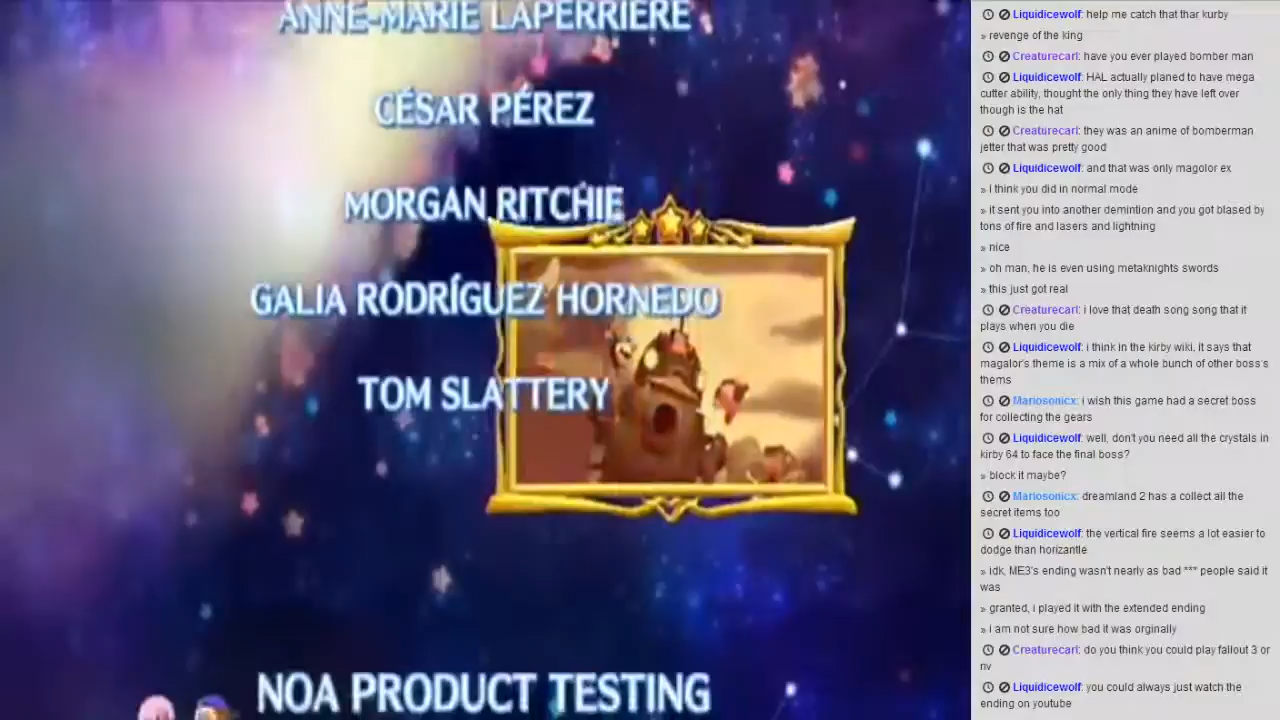 ANNE-MARIE LAPERRIERE
CÉSAR PÉREZ
MORGAN RITCHIE
GALIA RODRÍGUEZ HORNEDO
TOM SLATTERY
NOA PRODUCT TESTING
Liquidicewolf: help me catch that thar kurby
» revenge of the king
Creaturecarl: have you ever played bomber man
Liquidicewolf: HAL actually planed to have mega
cutter ability, thought the only thing they have left over
though is the hat
Creaturecarl: they was an anime of bomberman
jetter that was pretty good
Liquidicewolf: and that was only magolor ex
» i think you did in normal mode
» it sent you into another demintion and you got blased by
tons of fire and lasers and lightning
» nice
» oh man, he is even using metaknights swords
» this just got real
Creaturecarl: i love that death song song that it
plays when you die
Liquidicewolf: i think in the kirby wiki, it says that
magalor's theme is a mix of a whole bunch of other boss's
thems
Mariosonicx: i wish this game had a secret boss
for collecting the gears
Liquidicewolf: well, don't you need all the crystals in
kirby 64 to face the final boss?
» block it maybe?
Mariosonicx: dreamland 2 has a collect all the
secret items too
Liquidicewolf: the vertical fire seems a lot easier to
dodge than horizantle
» idk, ME3's ending wasn't nearly as bad *** people said it
was
» granted, i played it with the extended ending
» i am not sure how bad it was orginally
Creaturecarl: do you think you could play fallout 3 or
nv
Liquidicewolf: you could always just watch the
ending on youtube